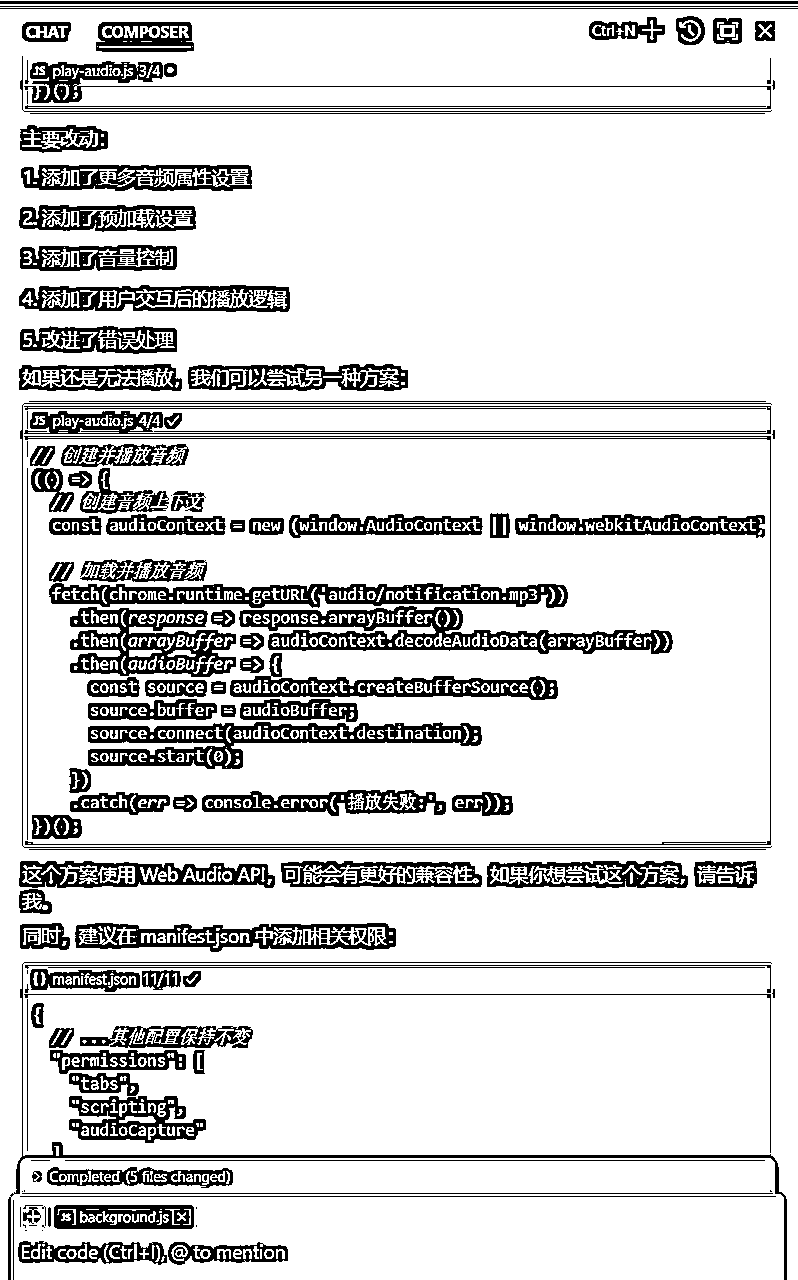 CHAT COMPOSER Ctrl+N
JS play-audio.js 3/4
})();
主要改动：
1. 添加了更多音频属性设置
2. 添加了预加载设置
3. 添加了音量控制
4. 添加了用户交互后的播放逻辑
5. 改进了错误处理
如果还是无法播放，我们可以尝试另一种方案：
JS play-audio.js 4/4 ✓
// 创建并播放音频
(() => {
// 创建音频上下文
const audioContext = new (window.AudioContext || window.webkitAudioContext)
// 加载并播放音频
fetch(chrome.runtime.getURL('audio/notification.mp3'))
.then(response => response.arrayBuffer())
.then(arrayBuffer => audioContext.decodeAudioData(arrayBuffer))
.then(audioBuffer => {
const source = audioContext.createBufferSource();
source.buffer = audioBuffer;
source.connect(audioContext.destination);
source.start(0);
})
.catch(err => console.error('播放失败:', err));
})();
这个方案使用 Web Audio API，可能会有更好的兼容性。如果你想尝试这个方案，请告诉
我。
同时，建议在 manifest.json 中添加相关权限：
{} manifest.json 11/11 ✓
{
// ...其他配置保持不变
"permissions": [
"tabs",
"scripting",
"audioCapture"
]
> Completed (5 files changed)
+ JS background.js ×
Edit code (Ctrl+I), @ to mention